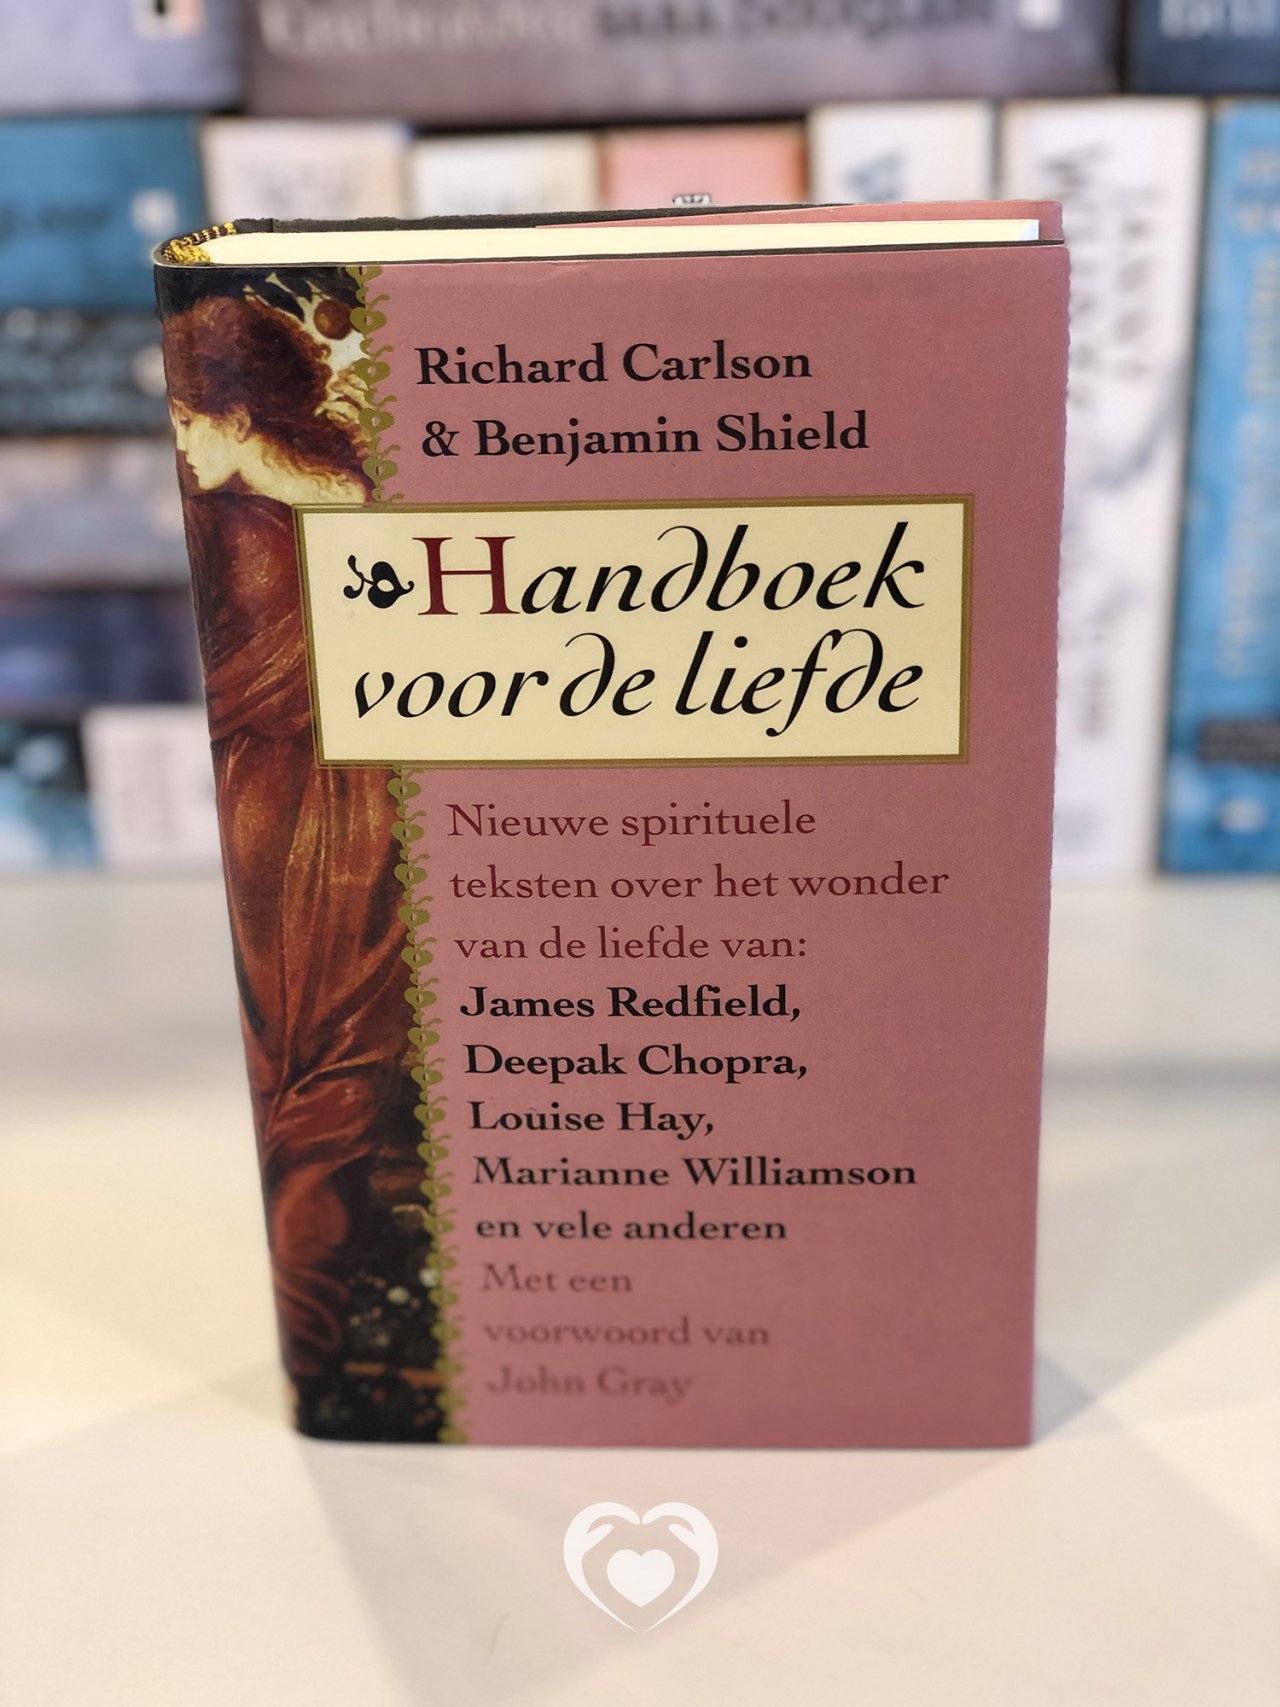 Richard Carlson
& Benjamin Shield
Handboek
voor de liefde
Nieuwe spirituele
teksten over het wonder
van de liefde van:
James Redfield,
Deepak Chopra,
Louise Hay,
Marianne Williamson
en vele anderen
Met een
voorwoord van
John Gray